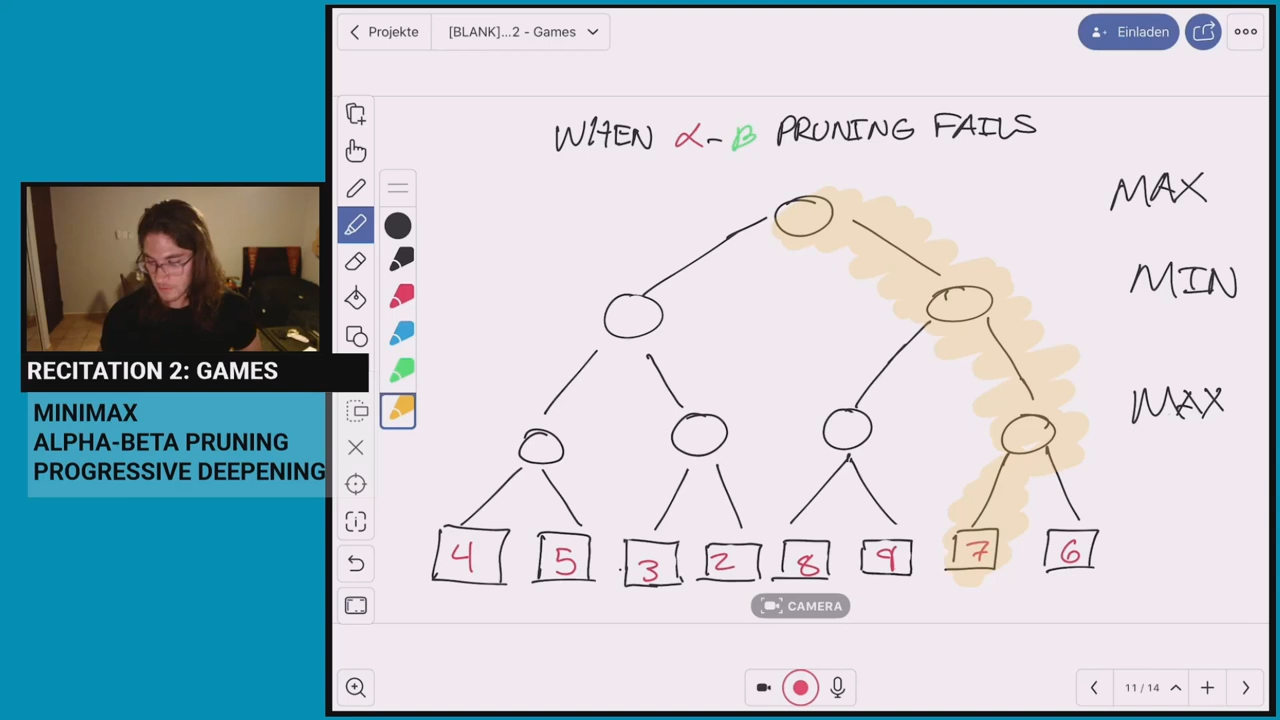 Projekte
[BLANK]...2 - Games
Einladen
WHEN α-β PRUNING FAILS
MAX
MIN
MAX
4 5 3 2 8 9 7 6
RECITATION 2: GAMES
MINIMAX
ALPHA-BETA PRUNING
PROGRESSIVE DEEPENING
CAMERA
11 / 14